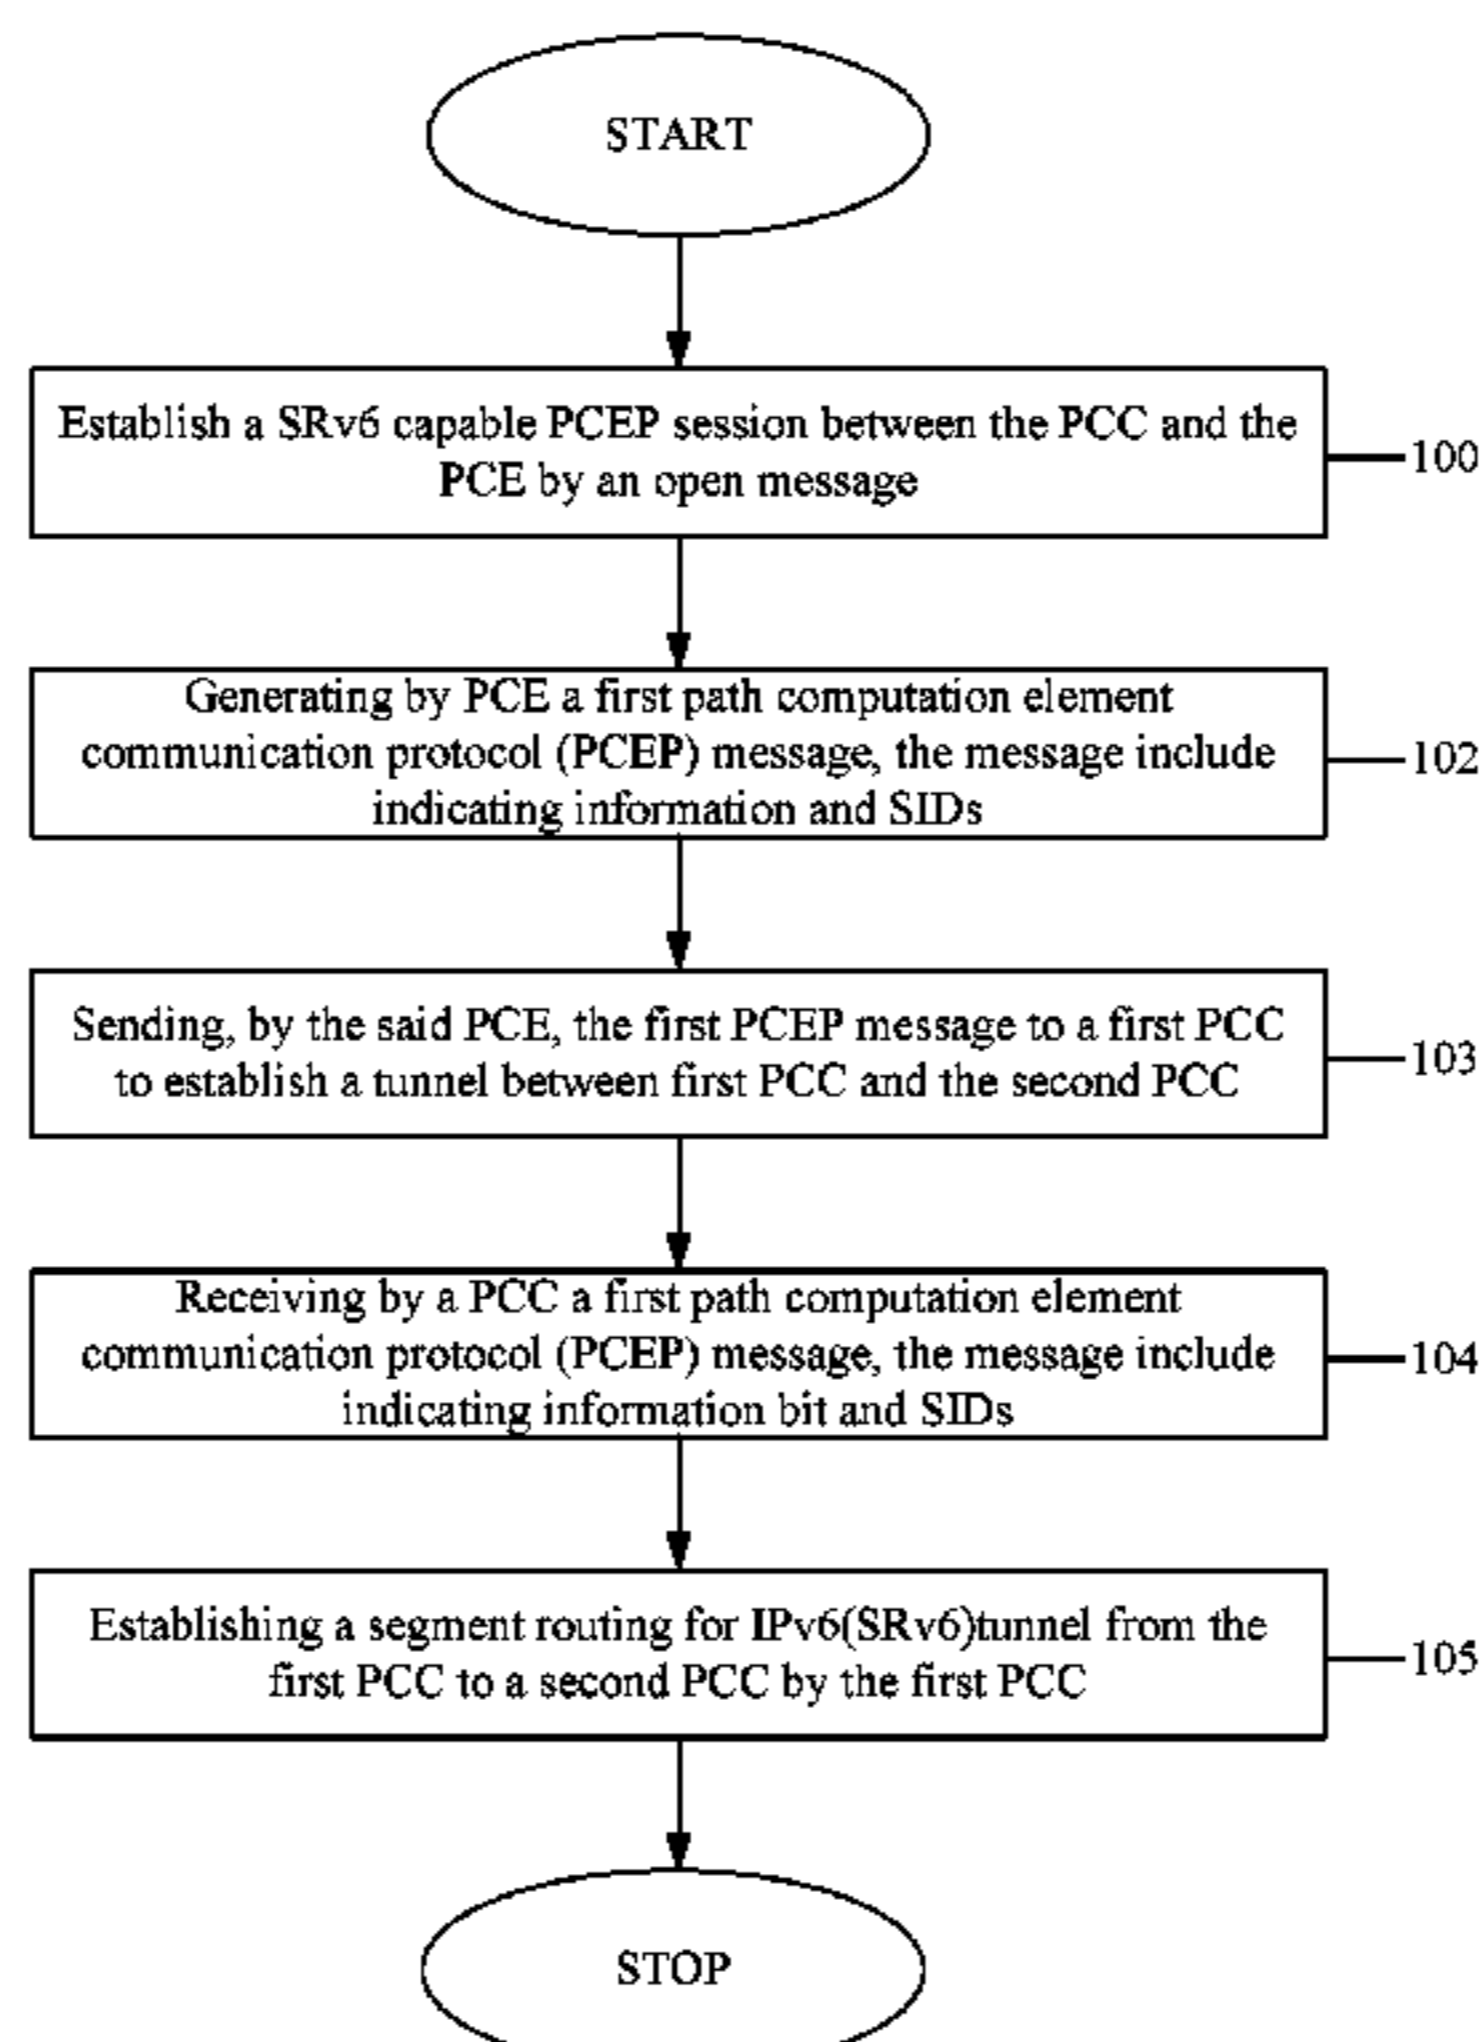 START
Establish a SRv6 capable PCEP session between the PCC and the
PCE by an open message
100
Generating by PCE a first path computation element
communication protocol (PCEP) message, the message include
indicating information and SIDs
102
Sending, by the said PCE, the first PCEP message to a first PCC
to establish a tunnel between first PCC and the second PCC
103
Receiving by a PCC a first path computation element
communication protocol (PCEP) message, the message include
indicating information bit and SIDs
104
Establishing a segment routing for IPv6(SRv6)tunnel from the
first PCC to a second PCC by the first PCC
105
STOP